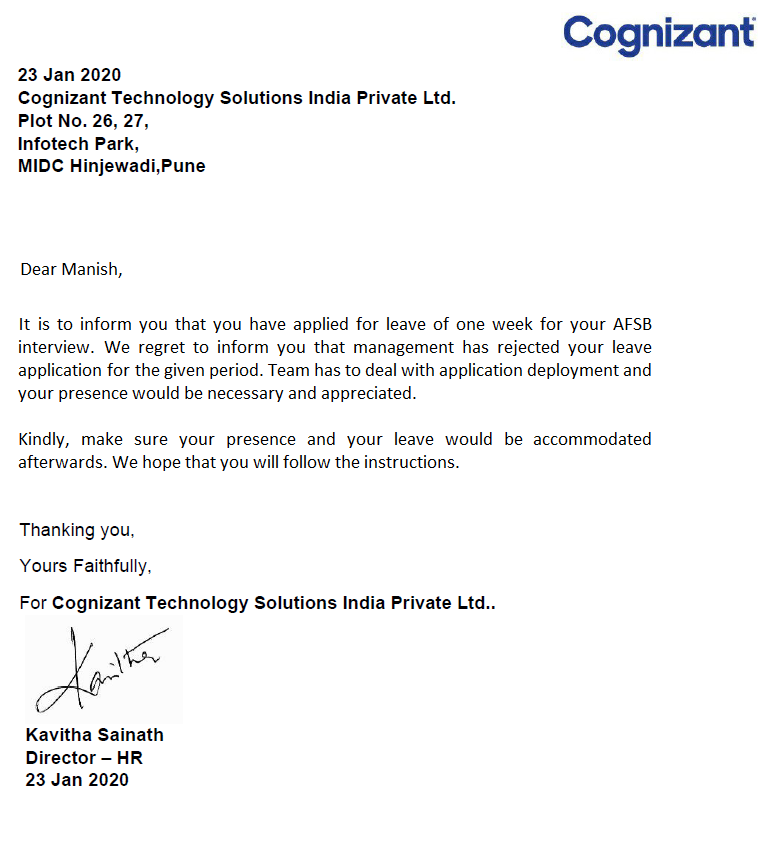 Cognizant
23 Jan 2020
Cognizant Technology Solutions India Private Ltd.
Plot No. 26, 27,
Infotech Park,
MIDC Hinjewadi,Pune
Dear Manish,
It is to inform you that you have applied for leave of one week for your AFSB
interview. We regret to inform you that management has rejected your leave
application for the given period. Team has to deal with application deployment and
your presence would be necessary and appreciated.
Kindly, make sure your presence and your leave would be accommodated
afterwards. We hope that you will follow the instructions.
Thanking you,
Yours Faithfully,
For Cognizant Technology Solutions India Private Ltd..
Kavitha
Kavitha Sainath
Director – HR
23 Jan 2020